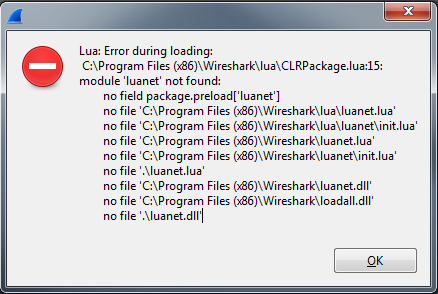 Lua: Error during loading:
C:\Program Files (x86)\Wireshark\lua\CLRPackage.lua:15:
module 'luanet' not found:
no field package.preload['luanet']
no file 'C:\Program Files (x86)\Wireshark\lua\luanet.lua'
no file 'C:\Program Files (x86)\Wireshark\lua\luanet\init.lua'
no file 'C:\Program Files (x86)\Wireshark\luanet.lua'
no file 'C:\Program Files (x86)\Wireshark\luanet\init.lua'
no file '.\luanet.lua'
no file 'C:\Program Files (x86)\Wireshark\luanet.dll'
no file 'C:\Program Files (x86)\Wireshark\loadall.dll'
no file '.\luanet.dll'
OK